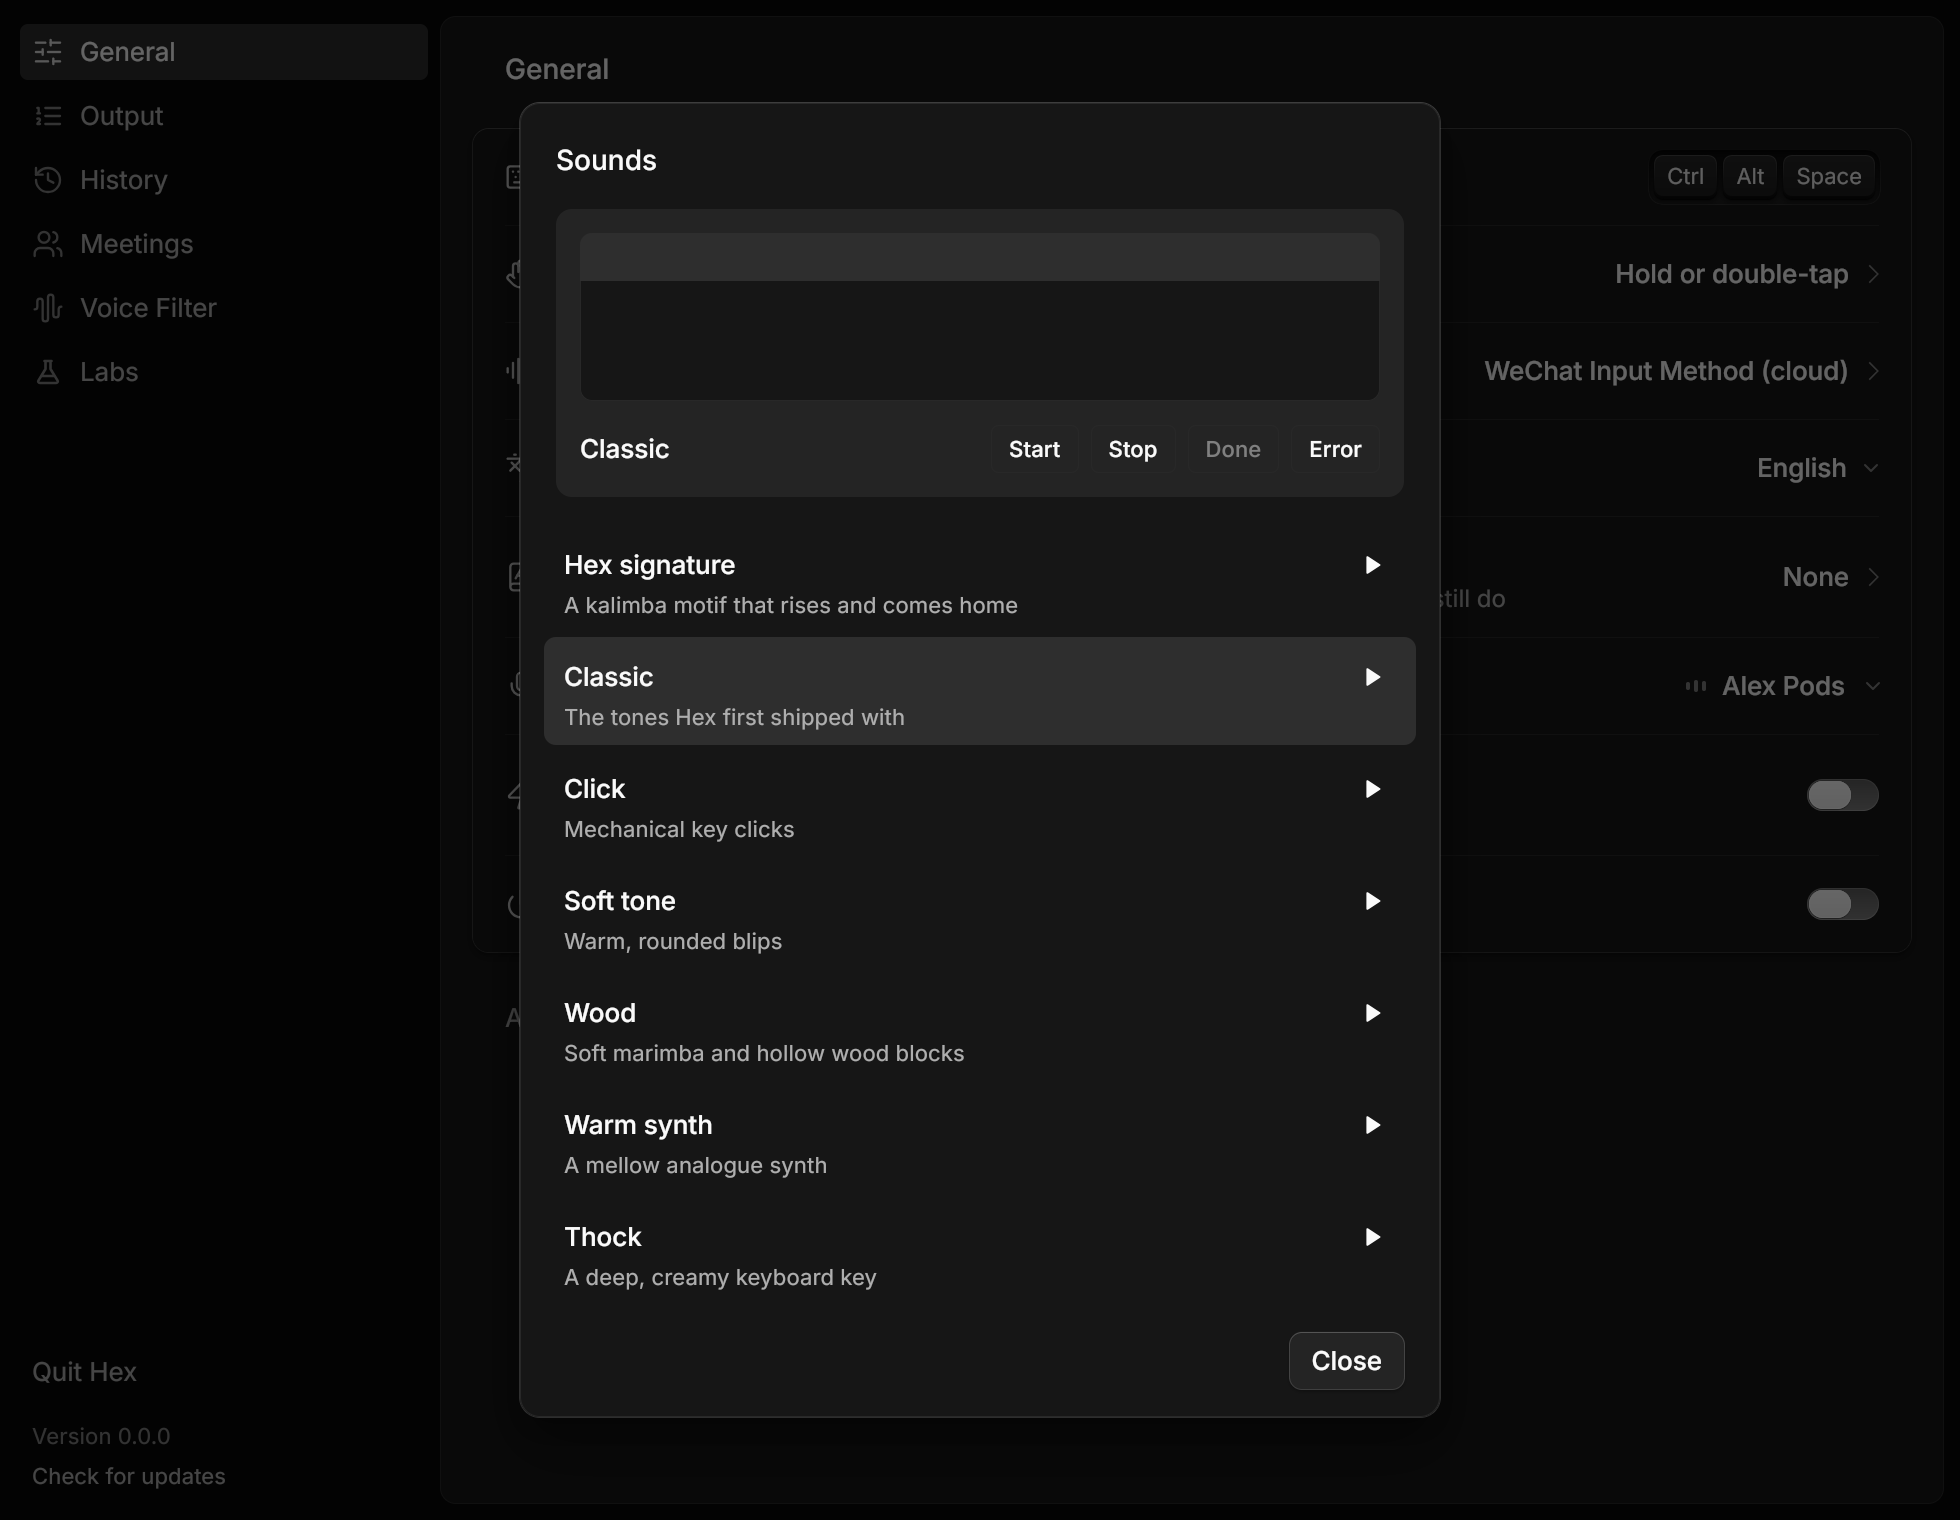 General
Output
History
Meetings
Voice Filter
Labs
Quit Hex
Version 0.0.0
Check for updates
General
Ctrl Alt Space
Hold or double-tap
WeChat Input Method (cloud)
English
None
still do
Alex Pods
Sounds
Classic Start Stop Done Error
Hex signature
A kalimba motif that rises and comes home
Classic
The tones Hex first shipped with
Click
Mechanical key clicks
Soft tone
Warm, rounded blips
Wood
Soft marimba and hollow wood blocks
Warm synth
A mellow analogue synth
Thock
A deep, creamy keyboard key
Close